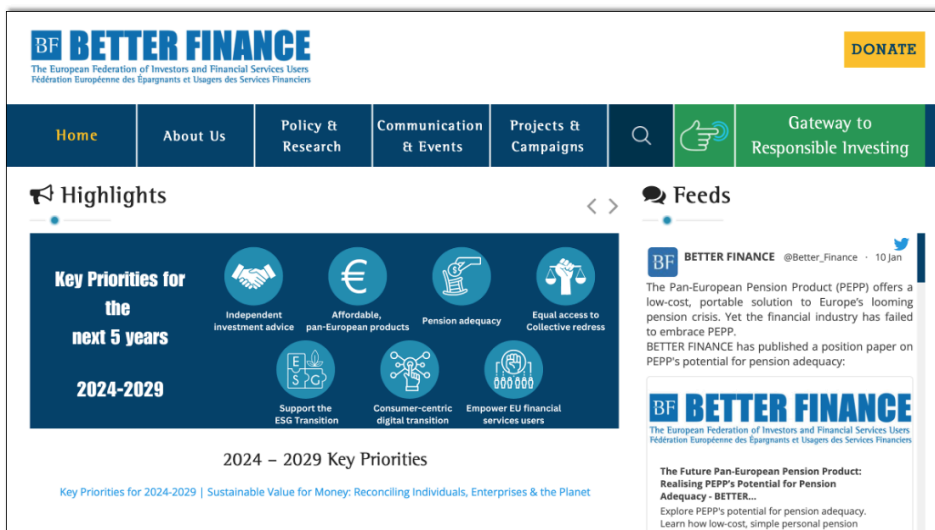 BF BETTER FINANCE
The European Federation of Investors and Financial Services Users
Fédération Européenne des Épargnants et Usagers des Services Financiers
DONATE
Home
About Us
Policy &
Research
Communication
& Events
Projects &
Campaigns
Gateway to
Responsible Investing
Highlights
Key Priorities for
the
next 5 years
2024-2029
Independent
investment advice
Affordable,
pan-European products
Pension adequacy
Equal access to
Collective redress
E
S G
Support the
ESG Transition
Consumer-centric
digital transition
Empower EU financial
services users
2024 – 2029 Key Priorities
Key Priorities for 2024-2029 | Sustainable Value for Money: Reconciling Individuals, Enterprises & the Planet
Feeds
BF BETTER FINANCE @Better_Finance · 10 Jan
The Pan-European Pension Product (PEPP) offers a
low-cost, portable solution to Europe's looming
pension crisis. Yet the financial industry has failed
to embrace PEPP.
BETTER FINANCE has published a position paper on
PEPP's potential for pension adequacy:
BF BETTER FINANCE
The European Federation of Investors and Financial Services Users
Fédération Européenne des Épargnants et Usagers des Services Financiers
The Future Pan-European Pension Product:
Realising PEPP's Potential for Pension
Adequacy - BETTER...
Explore PEPP's potential for pension adequacy.
Learn how low-cost, simple personal pension